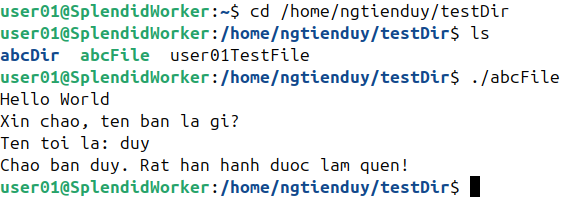 user01@SplendidWorker:~$ cd /home/ngtienduy/testDir
user01@SplendidWorker:/home/ngtienduy/testDir$ ls
abcDir  abcFile  user01TestFile
user01@SplendidWorker:/home/ngtienduy/testDir$ ./abcFile
Hello World
Xin chao, ten ban la gi?
Ten toi la: duy
Chao ban duy. Rat han hanh duoc lam quen!
user01@SplendidWorker:/home/ngtienduy/testDir$